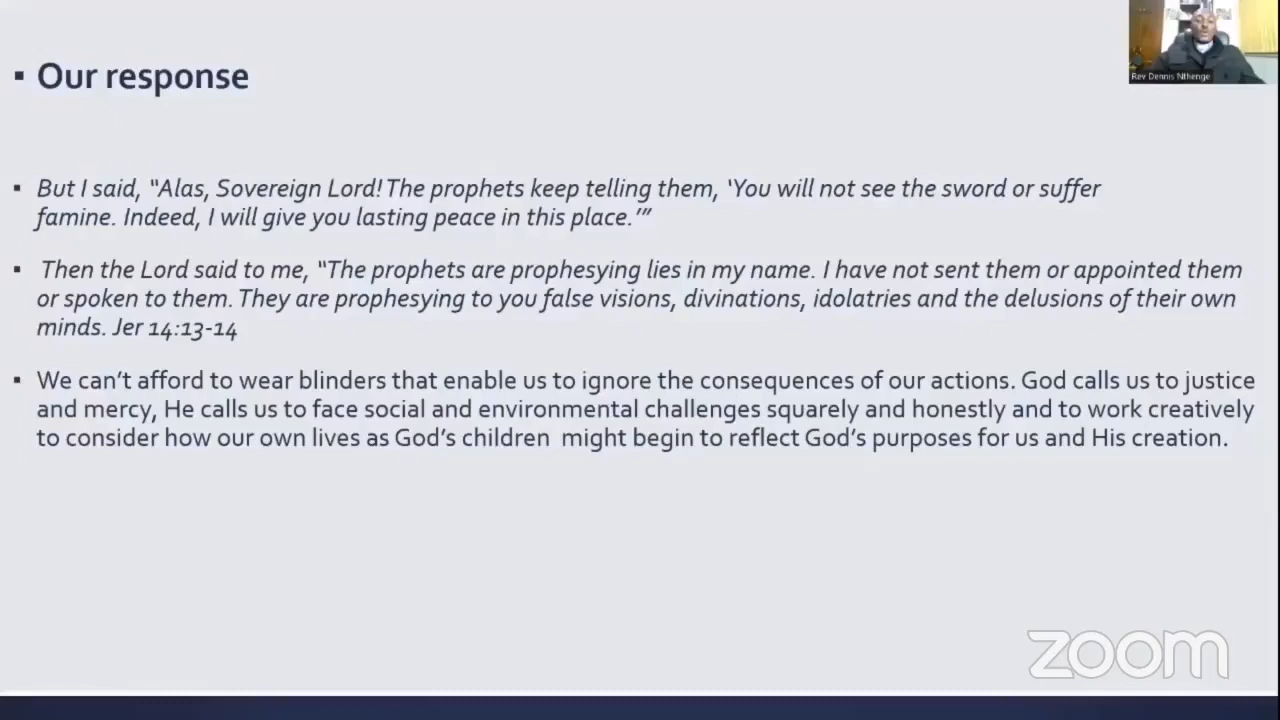 Our response
But I said, “Alas, Sovereign Lord! The prophets keep telling them, ‘You will not see the sword or suffer
famine. Indeed, I will give you lasting peace in this place.’”
Then the Lord said to me, “The prophets are prophesying lies in my name. I have not sent them or appointed them
or spoken to them. They are prophesying to you false visions, divinations, idolatries and the delusions of their own
minds. Jer 14:13-14
We can’t afford to wear blinders that enable us to ignore the consequences of our actions. God calls us to justice
and mercy, He calls us to face social and environmental challenges squarely and honestly and to work creatively
to consider how our own lives as God’s children might begin to reflect God’s purposes for us and His creation.
Rev Dennis Nthenge
zoom